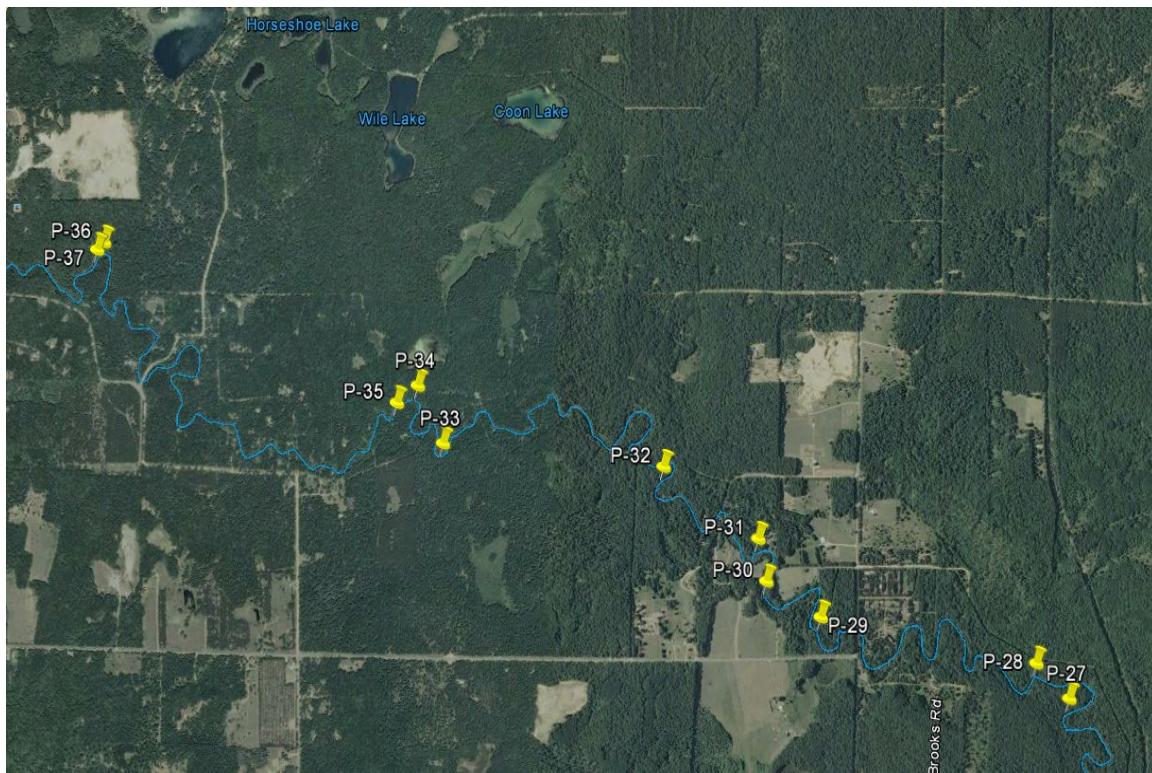 Horseshoe Lake
Wile Lake
Coon Lake
P-36
P-37
P-34
P-35
P-33
P-32
P-31
P-30
P-29
P-28
P-27
Brooks Rd